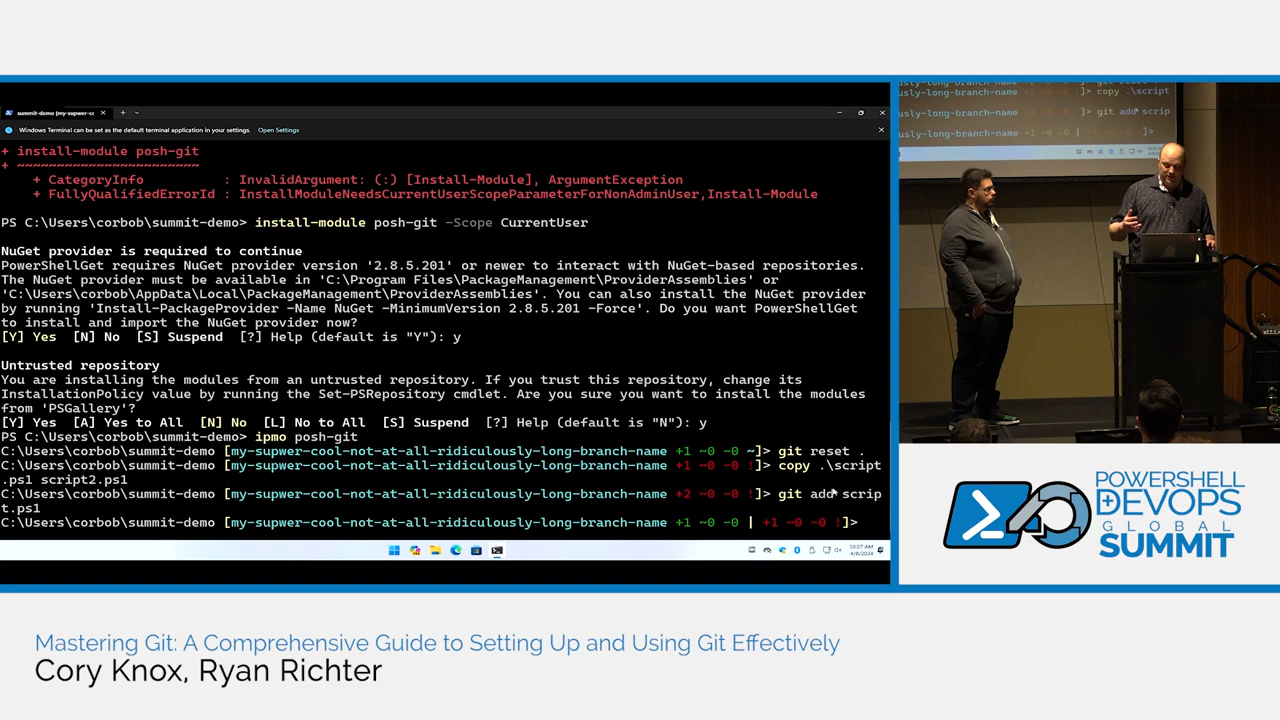 summit-demo [my-supwer-cc
Windows Terminal can be set as the default terminal application in your settings. Open Settings
+ install-module posh-git
+ ~~~~~~~~~~~~~~~~~~~~~~~
+ CategoryInfo : InvalidArgument: (:) [Install-Module], ArgumentException
+ FullyQualifiedErrorId : InstallModuleNeedsCurrentUserScopeParameterForNonAdminUser,Install-Module
PS C:\Users\corbob\summit-demo> install-module posh-git -Scope CurrentUser
NuGet provider is required to continue
PowerShellGet requires NuGet provider version '2.8.5.201' or newer to interact with NuGet-based repositories.
The NuGet provider must be available in 'C:\Program Files\PackageManagement\ProviderAssemblies' or
'C:\Users\corbob\AppData\Local\PackageManagement\ProviderAssemblies'. You can also install the NuGet provider
by running 'Install-PackageProvider -Name NuGet -MinimumVersion 2.8.5.201 -Force'. Do you want PowerShellGet
to install and import the NuGet provider now?
[Y] Yes [N] No [S] Suspend [?] Help (default is "Y"): y
Untrusted repository
You are installing the modules from an untrusted repository. If you trust this repository, change its
InstallationPolicy value by running the Set-PSRepository cmdlet. Are you sure you want to install the modules
from 'PSGallery'?
[Y] Yes [A] Yes to All [N] No [L] No to All [S] Suspend [?] Help (default is "N"): y
PS C:\Users\corbob\summit-demo> ipmo posh-git
C:\Users\corbob\summit-demo [my-supwer-cool-not-at-all-ridiculously-long-branch-name +1 ~0 -0 ~]> git reset .
C:\Users\corbob\summit-demo [my-supwer-cool-not-at-all-ridiculously-long-branch-name +1 ~0 -0 !]> copy .\script
.ps1 script2.ps1
C:\Users\corbob\summit-demo [my-supwer-cool-not-at-all-ridiculously-long-branch-name +2 ~0 -0 !]> git add scrip
t.ps1
C:\Users\corbob\summit-demo [my-supwer-cool-not-at-all-ridiculously-long-branch-name +1 ~0 -0 | +1 ~0 -0 !]>
10:27 AM
4/8/2024
usly-long-branch-name +1 ~0 -0 ]> copy .\script
usly-long-branch-name ]> git add scrip
usly-long-branch-name +1 ~0 -0 | ]>
POWERSHELL
+DEVOPS
GLOBAL
SUMMIT
Mastering Git: A Comprehensive Guide to Setting Up and Using Git Effectively
Cory Knox, Ryan Richter